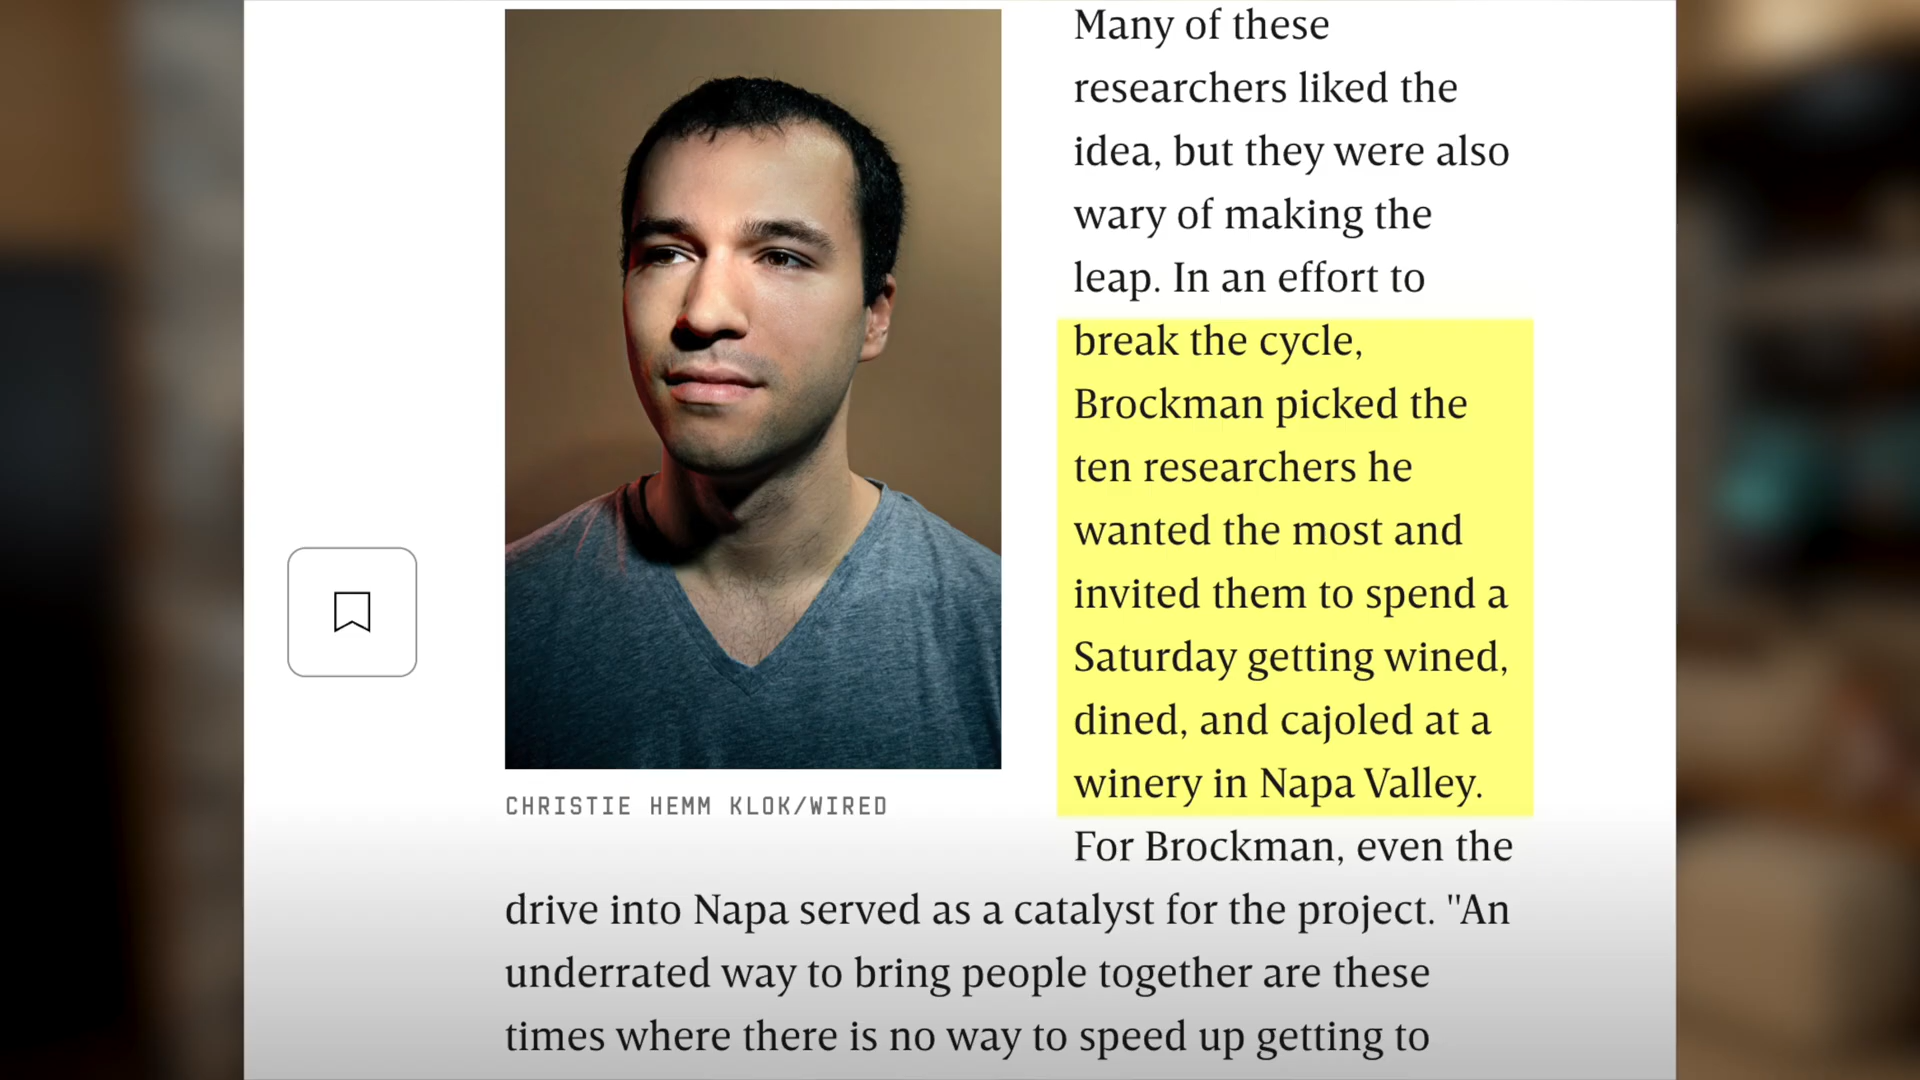 Many of these
researchers liked the
idea, but they were also
wary of making the
leap. In an effort to
break the cycle,
Brockman picked the
ten researchers he
wanted the most and
invited them to spend a
Saturday getting wined,
dined, and cajoled at a
winery in Napa Valley.
CHRISTIE HEMM KLOK/WIRED
For Brockman, even the
drive into Napa served as a catalyst for the project. "An
underrated way to bring people together are these
times where there is no way to speed up getting to